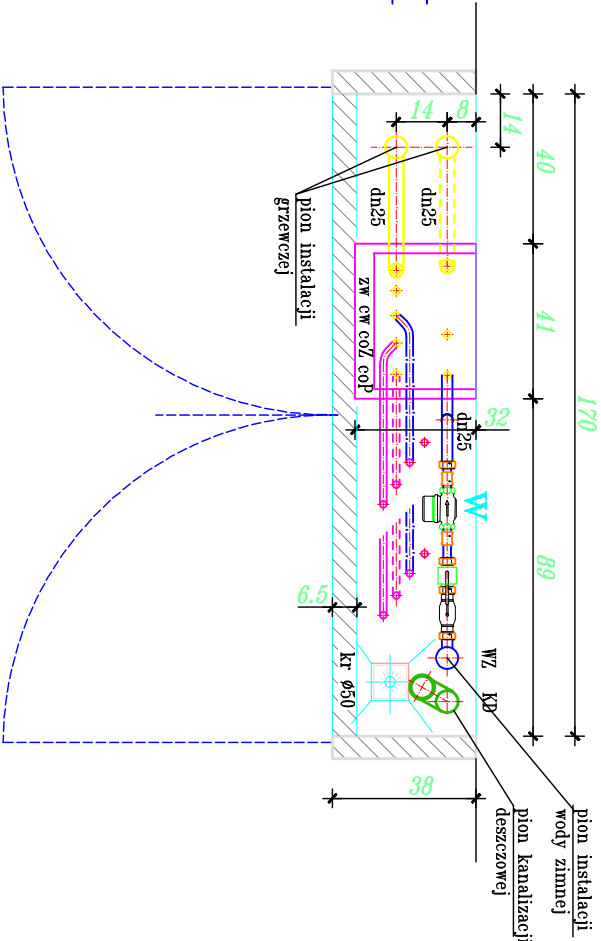 170
40
41
89
14
8
14
dn25
dn25
pion instalacji
grzewczej
zw cw coZ coP
dn25
32
W
6.5
kr ø50
WZ
KD
38
pion instalacji
wody zimnej
pion kanalizacji
deszczowej